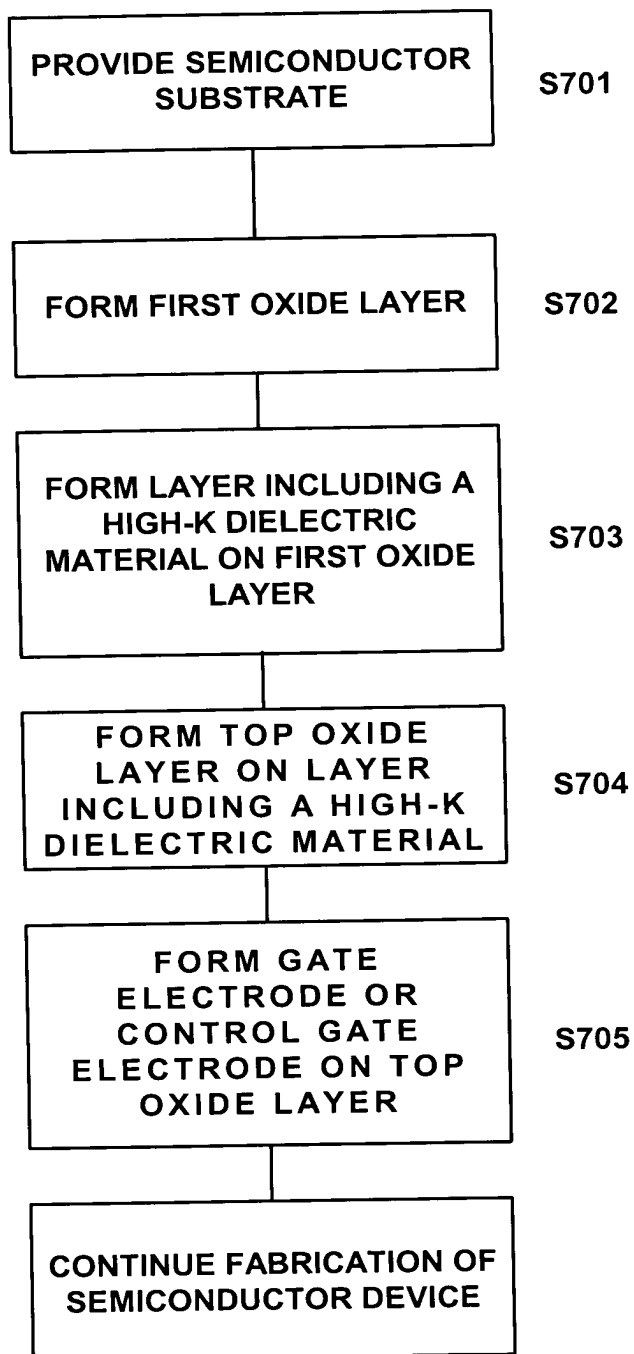 PROVIDE SEMICONDUCTOR
SUBSTRATE
S701
FORM FIRST OXIDE LAYER
S702
FORM LAYER INCLUDING A
HIGH-K DIELECTRIC
MATERIAL ON FIRST OXIDE
LAYER
S703
FORM TOP OXIDE
LAYER ON LAYER
INCLUDING A HIGH-K
DIELECTRIC MATERIAL
S704
FORM GATE
ELECTRODE OR
CONTROL GATE
ELECTRODE ON TOP
OXIDE LAYER
S705
CONTINUE FABRICATION OF
SEMICONDUCTOR DEVICE